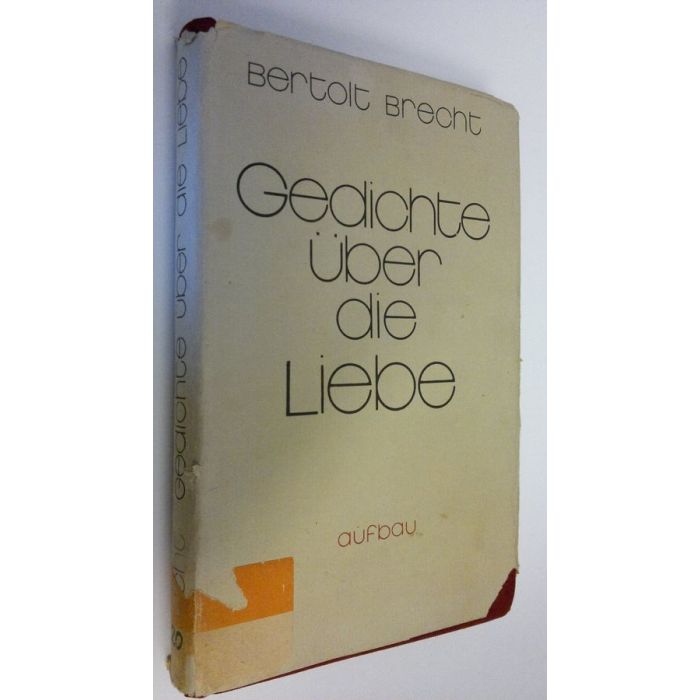 Bertolt Brecht
Gedichte
über
die
Liebe
aufbau
Gedichte über die Liebe